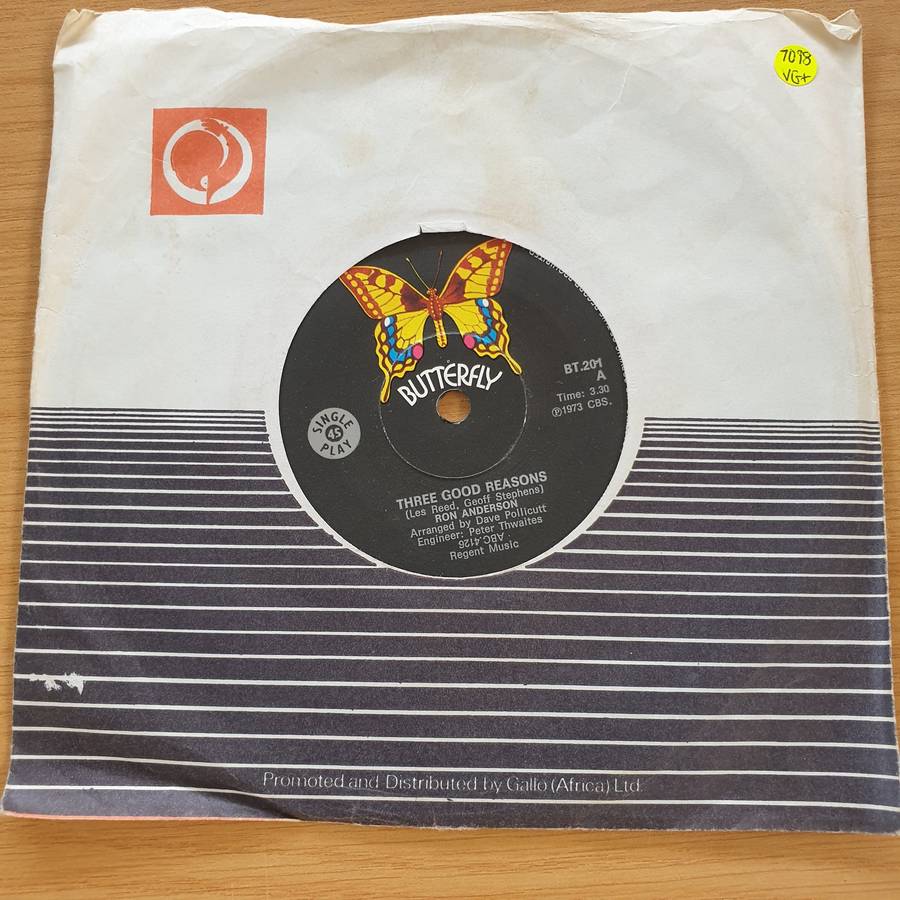 7098
VG+
BUTTERFLY
BT.201
A
Time: 3.30
℗1973 CBS.
SINGLE
45
PLAY
THREE GOOD REASONS
(Les Reed, Geoff Stephens)
RON ANDERSON
Arranged by Dave Pollicutt
Engineer: Peter Thwaites
ABC.4126
Regent Music
Promoted and Distributed by Gallo (Africa) Ltd.